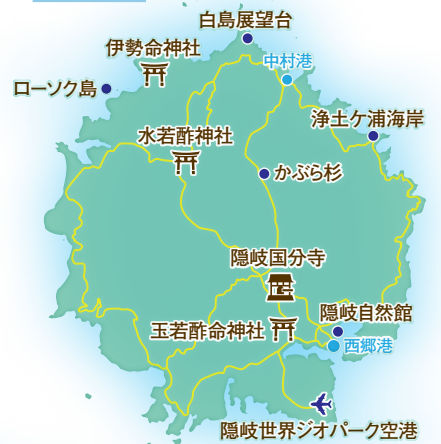 白島展望台
伊勢命神社
中村港
ローソク島
浄土ケ浦海岸
水若酢神社
かぶら杉
隠岐国分寺
隠岐自然館
玉若酢命神社
西郷港
隠岐世界ジオパーク空港